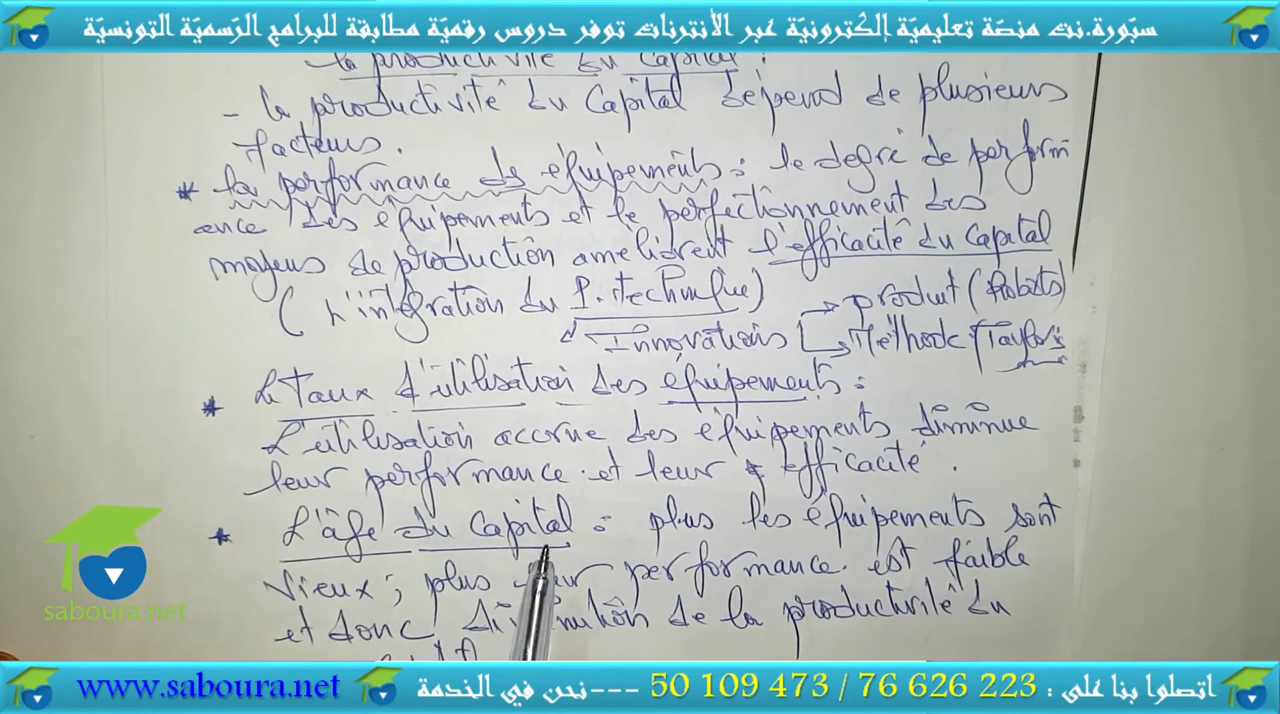 سبّورة.نت منصّة تعليميّة إلكترونيّة عبر الأنترنات توفر دروس رقميّة مطابقة للبرامج الرّسميّة التونسيّة
la productivité du Capital :
- la productivité du Capital dépend de plusieurs
facteurs.
* la performance des équipements : le degré de perform
ance des équipements et le perfectionnement des
moyens de production améliorent l'efficacité du Capital
( L'intégration du P. technique)
produit (Robots)
Innovations
Méthode (Taylor
* Le Taux d'utilisation des équipements :
L'utilisation accrue des équipements diminue
leur performance et leur efficacité.
* L'âge du Capital : plus les équipements sont
vieux ; plus performance est faible
et donc de la productivité du
saboura.net
www.saboura.net
اتصلوا بنا على : 50 109 473 / 76 626 223 ---نحن في الخدمة